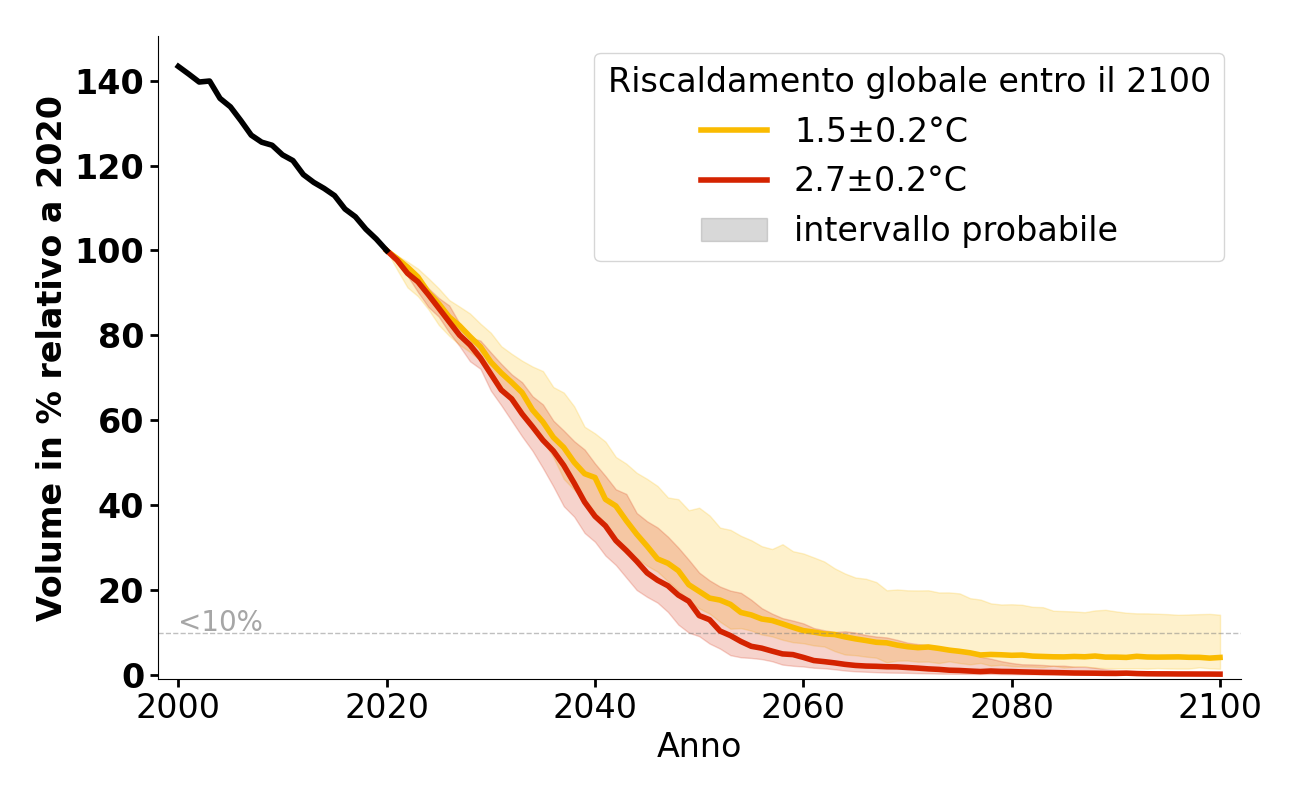 Volume in % relativo a 2020
140
120
100
80
60
40
20
0
<10%
Riscaldamento globale entro il 2100
1.5±0.2°C
2.7±0.2°C
intervallo probabile
2000 2020 2040 2060 2080 2100
Anno